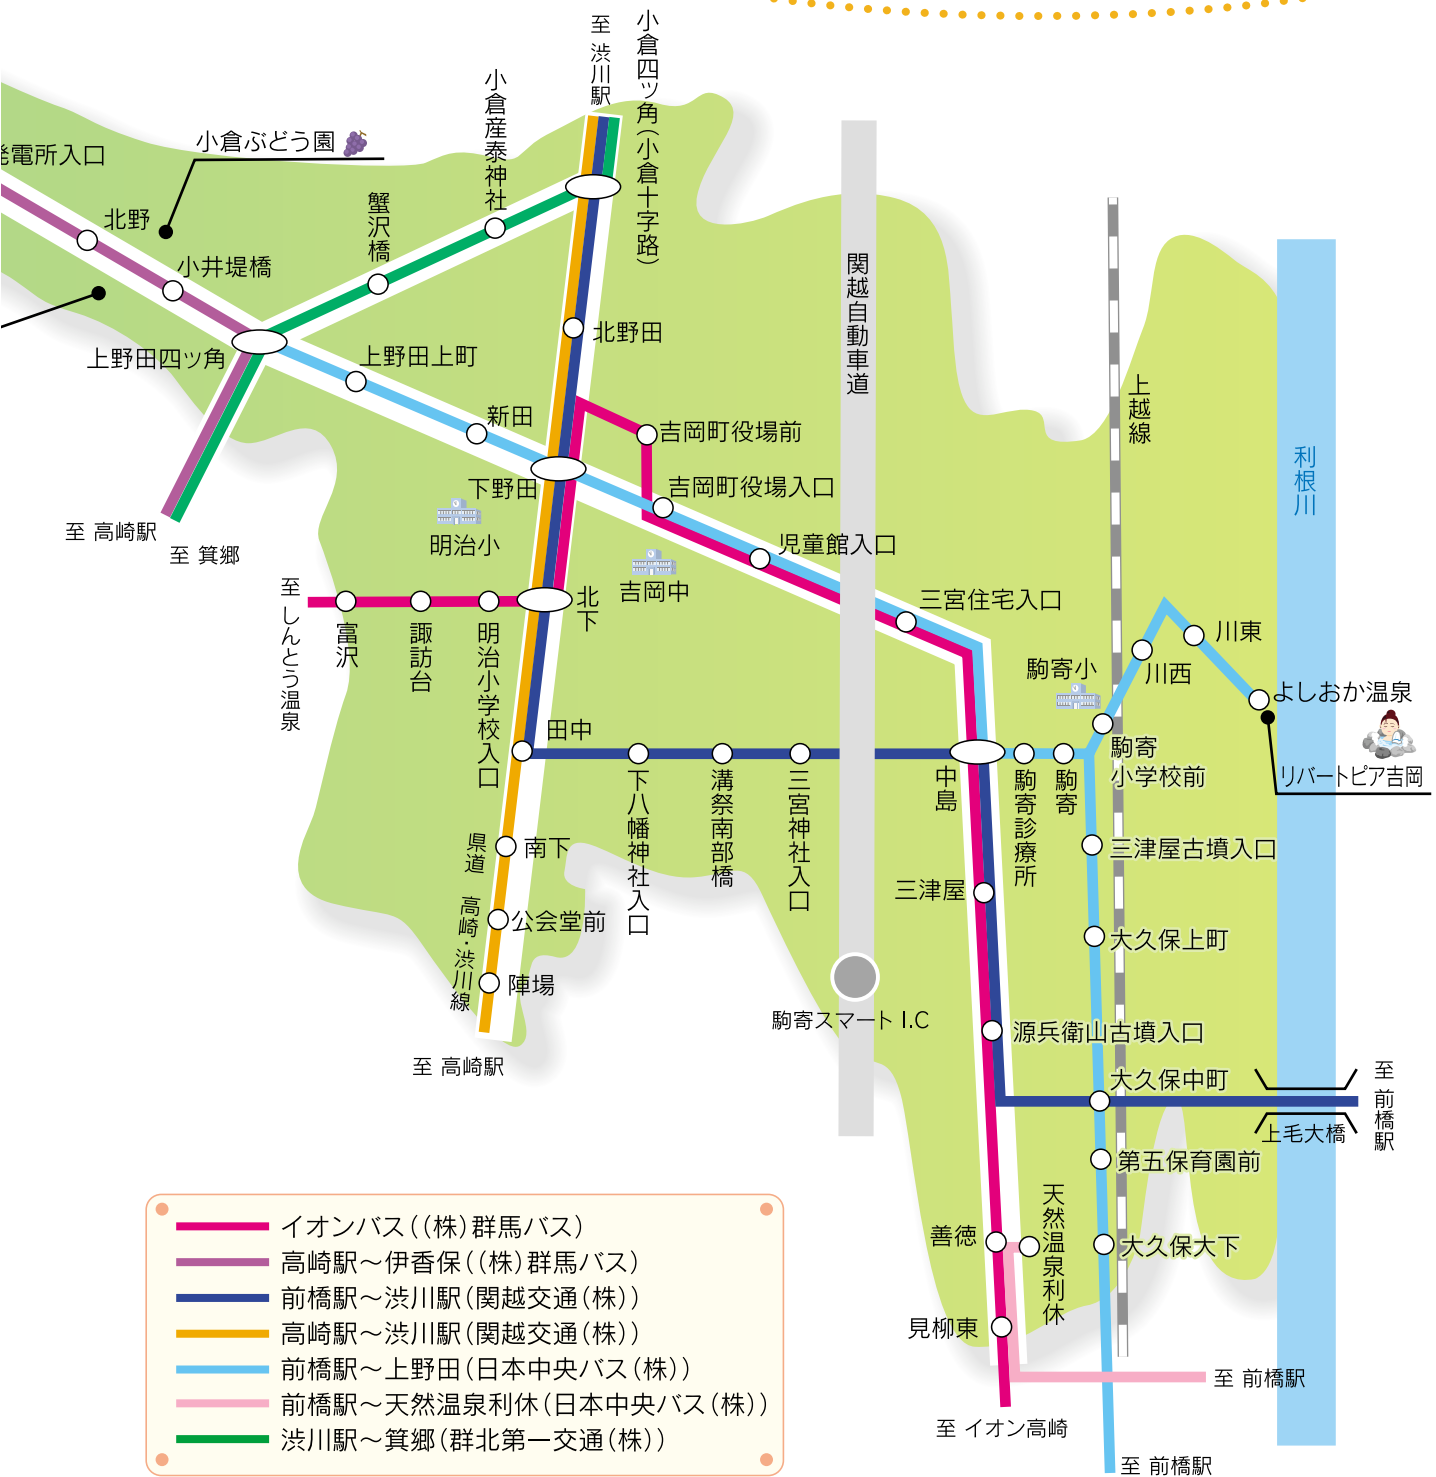 至 渋川駅
小倉四ッ角(小倉十字路)
小倉産泰神社
小倉ぶどう園
発電所入口
北野
蟹沢橋
小井堤橋
上野田四ッ角
上野田上町
北野田
新田
吉岡町役場前
下野田
吉岡町役場入口
関越自動車道
上越線
利根川
至 高崎駅
至 箕郷
明治小
吉岡中
児童館入口
三宮住宅入口
至 しんとう温泉
富沢
諏訪台
明治小学校入口
北下
駒寄小
川西
川東
よしおか温泉
リバートピア吉岡
田中
下八幡神社入口
溝祭南部橋
三宮神社入口
中島
駒寄診療所
駒寄
駒寄
小学校前
県道 高崎・渋川線
南下
公会堂前
陣場
至 高崎駅
三津屋
三津屋古墳入口
大久保上町
駒寄スマート I.C
源兵衛山古墳入口
大久保中町
上毛大橋
至 前橋駅
第五保育園前
善徳
天然温泉利休
大久保大下
見柳東
至 前橋駅
至 イオン高崎
至 前橋駅
イオンバス((株)群馬バス)
高崎駅〜伊香保((株)群馬バス)
前橋駅〜渋川駅(関越交通(株))
高崎駅〜渋川駅(関越交通(株))
前橋駅〜上野田(日本中央バス(株))
前橋駅〜天然温泉利休(日本中央バス(株))
渋川駅〜箕郷(群北第一交通(株))